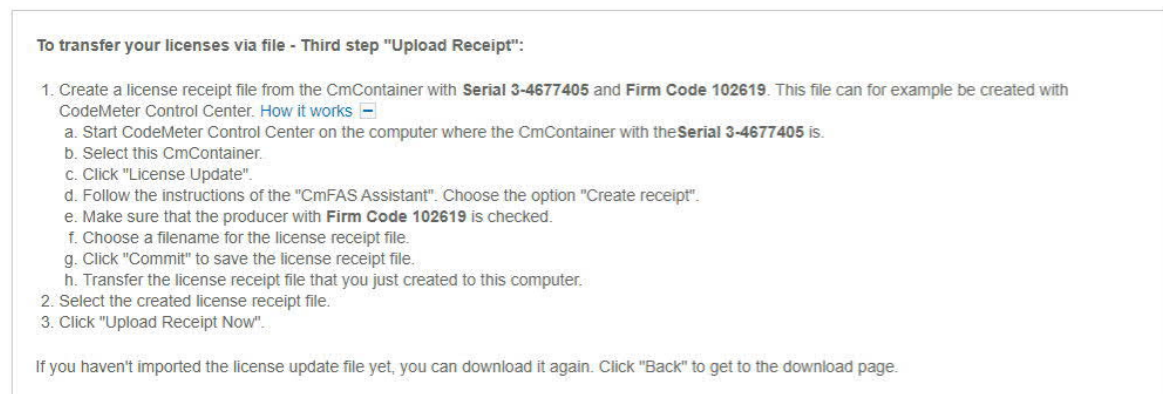 To transfer your licenses via file - Third step "Upload Receipt":
1. Create a license receipt file from the CmContainer with Serial 3-4677405 and Firm Code 102619. This file can for example be created with
CodeMeter Control Center. How it works
a. Start CodeMeter Control Center on the computer where the CmContainer with theSerial 3-4677405 is.
b. Select this CmContainer.
c. Click "License Update".
d. Follow the instructions of the "CmFAS Assistant". Choose the option "Create receipt".
e. Make sure that the producer with Firm Code 102619 is checked.
f. Choose a filename for the license receipt file.
g. Click "Commit" to save the license receipt file.
h. Transfer the license receipt file that you just created to this computer.
2. Select the created license receipt file.
3. Click "Upload Receipt Now".
If you haven't imported the license update file yet, you can download it again. Click "Back" to get to the download page.